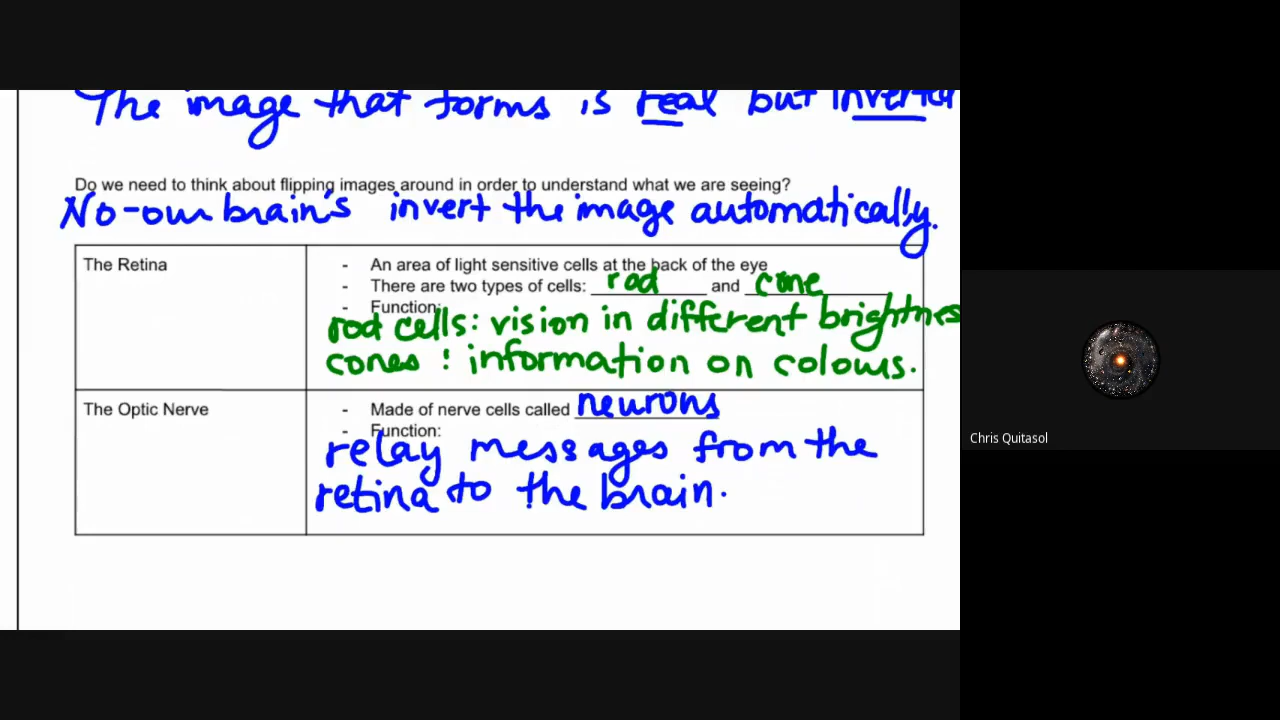 The image that forms is real but inverted
Do we need to think about flipping images around in order to understand what we are seeing?
No-our brain's invert the image automatically.
The Retina
- An area of light sensitive cells at the back of the eye
- There are two types of cells: rod and cone
- Function:
rod cells: vision in different brightnes
cones: information on colours.
The Optic Nerve
- Made of nerve cells called neurons
- Function:
relay messages from the
retina to the brain.
Chris Quitasol